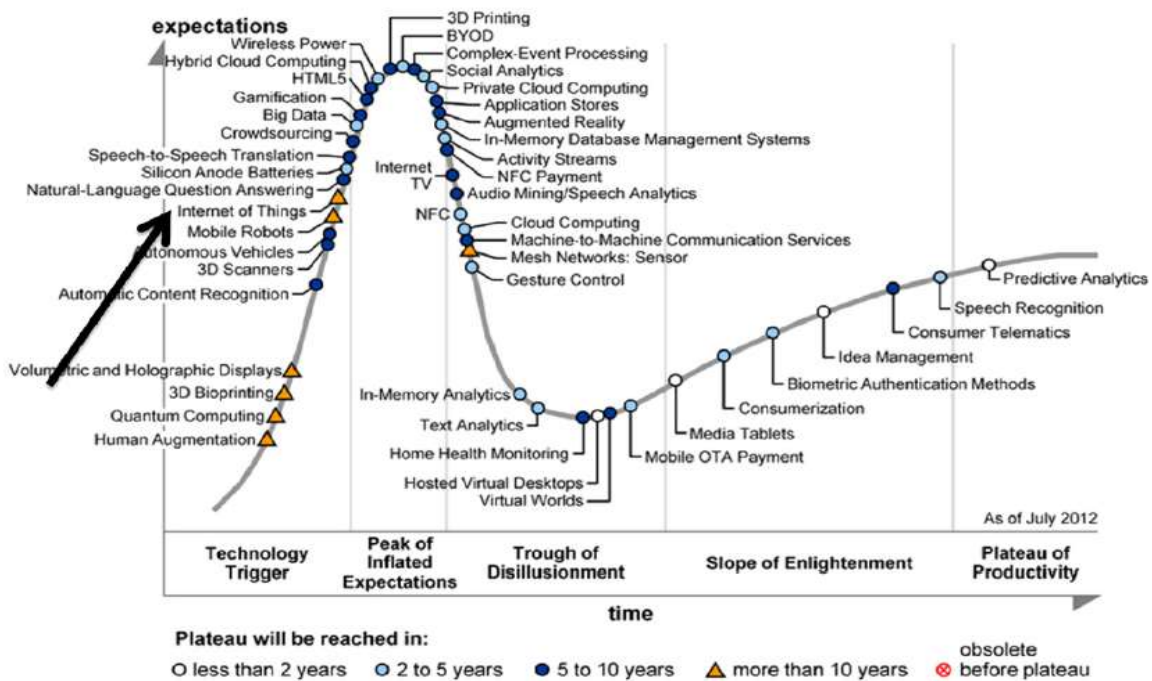 expectations
3D Printing
BYOD
Wireless Power
Complex-Event Processing
Hybrid Cloud Computing
Social Analytics
HTML5
Private Cloud Computing
Gamification
Application Stores
Big Data
Augmented Reality
Crowdsourcing
In-Memory Database Management Systems
Speech-to-Speech Translation
Activity Streams
Silicon Anode Batteries
Internet
TV
NFC Payment
Natural-Language Question Answering
Audio Mining/Speech Analytics
Internet of Things
NFC
Cloud Computing
Mobile Robots
Machine-to-Machine Communication Services
Autonomous Vehicles
Mesh Networks: Sensor
3D Scanners
Gesture Control
Predictive Analytics
Automatic Content Recognition
Speech Recognition
Consumer Telematics
Idea Management
Volumetric and Holographic Displays
Biometric Authentication Methods
3D Bioprinting
In-Memory Analytics
Consumerization
Quantum Computing
Text Analytics
Media Tablets
Human Augmentation
Home Health Monitoring
Mobile OTA Payment
Hosted Virtual Desktops
Virtual Worlds
As of July 2012
Technology
Trigger
Peak of
Inflated
Expectations
Trough of
Disillusionment
Slope of Enlightenment
Plateau of
Productivity
time
Plateau will be reached in:
less than 2 years
2 to 5 years
5 to 10 years
more than 10 years
obsolete
before plateau